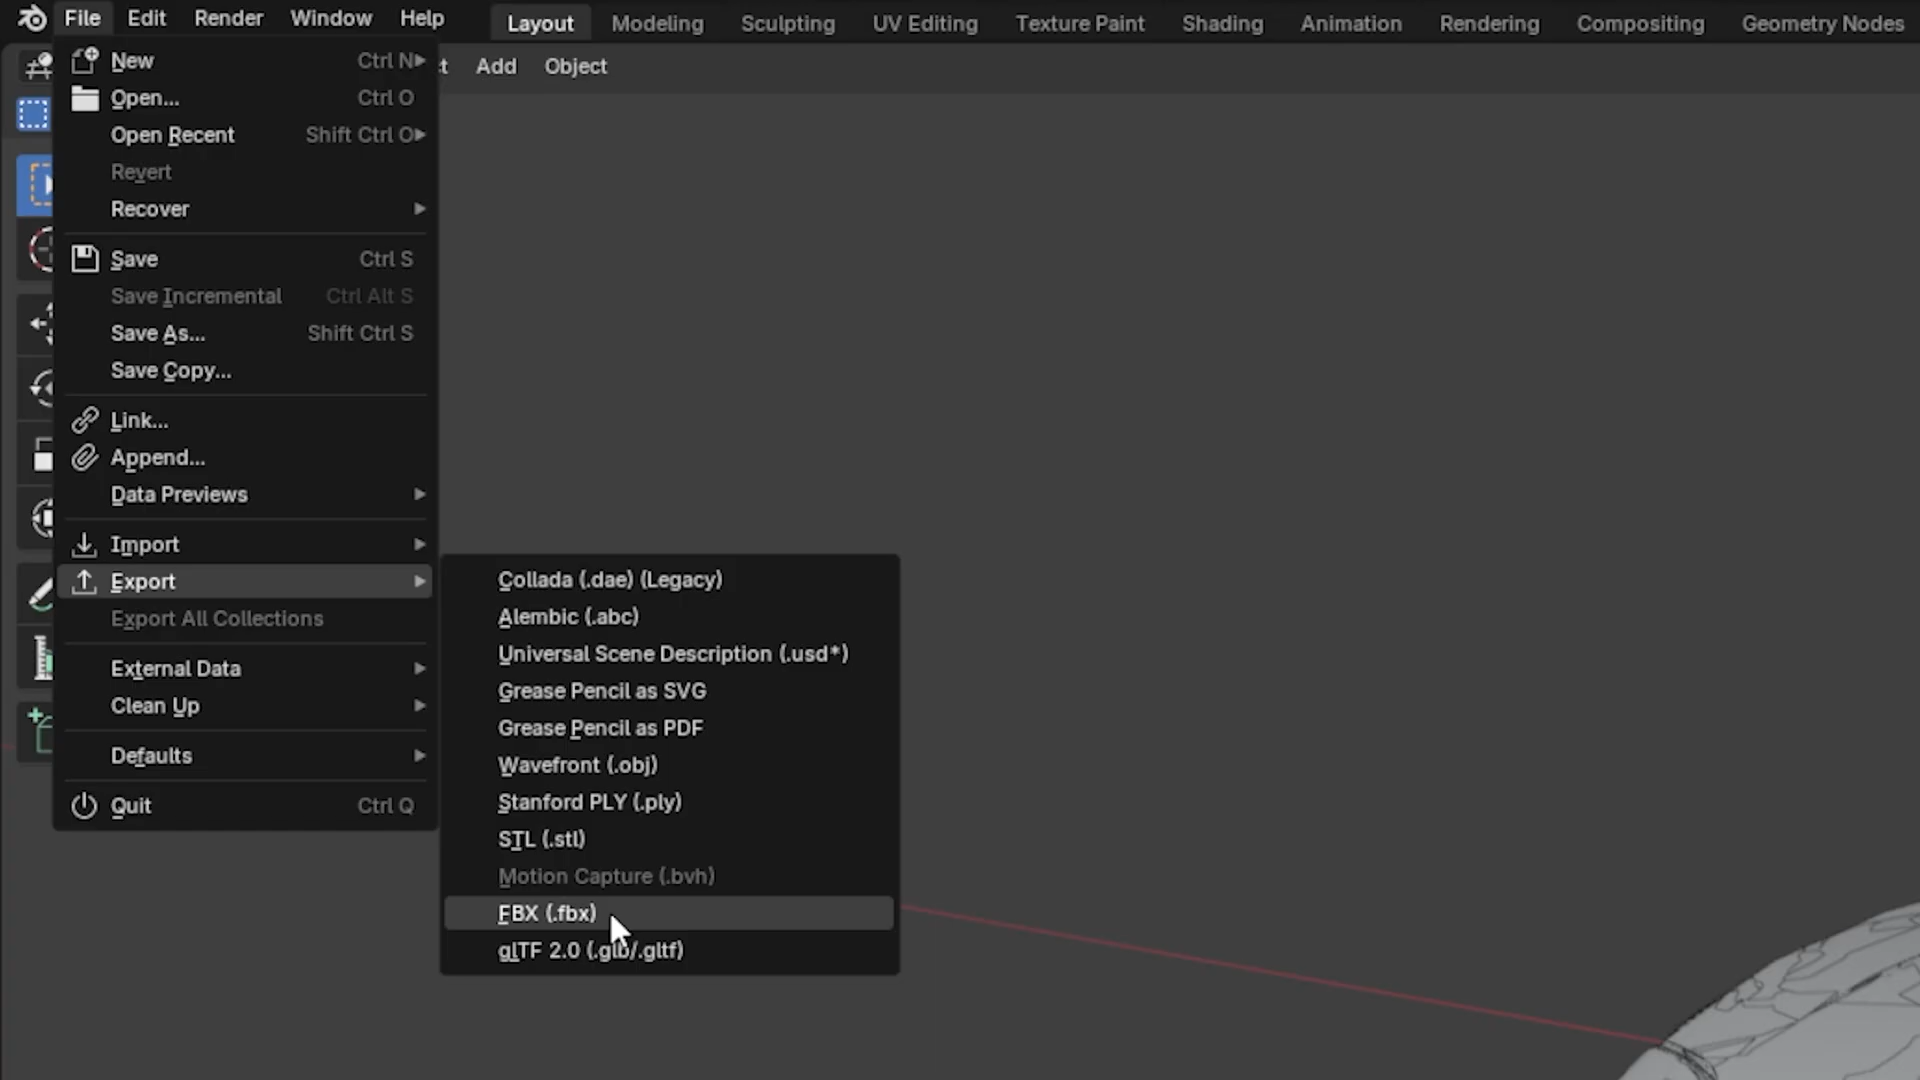 File Edit Render Window Help Layout Modeling Sculpting UV Editing Texture Paint Shading Animation Rendering Compositing Geometry Nodes
Add Object
New Ctrl N
Open... Ctrl O
Open Recent Shift Ctrl O
Revert
Recover
Save Ctrl S
Save Incremental Ctrl Alt S
Save As... Shift Ctrl S
Save Copy...
Link...
Append...
Data Previews
Import
Export
Export All Collections
External Data
Clean Up
Defaults
Quit Ctrl Q
Collada (.dae) (Legacy)
Alembic (.abc)
Universal Scene Description (.usd*)
Grease Pencil as SVG
Grease Pencil as PDF
Wavefront (.obj)
Stanford PLY (.ply)
STL (.stl)
Motion Capture (.bvh)
FBX (.fbx)
glTF 2.0 (.glb/.gltf)